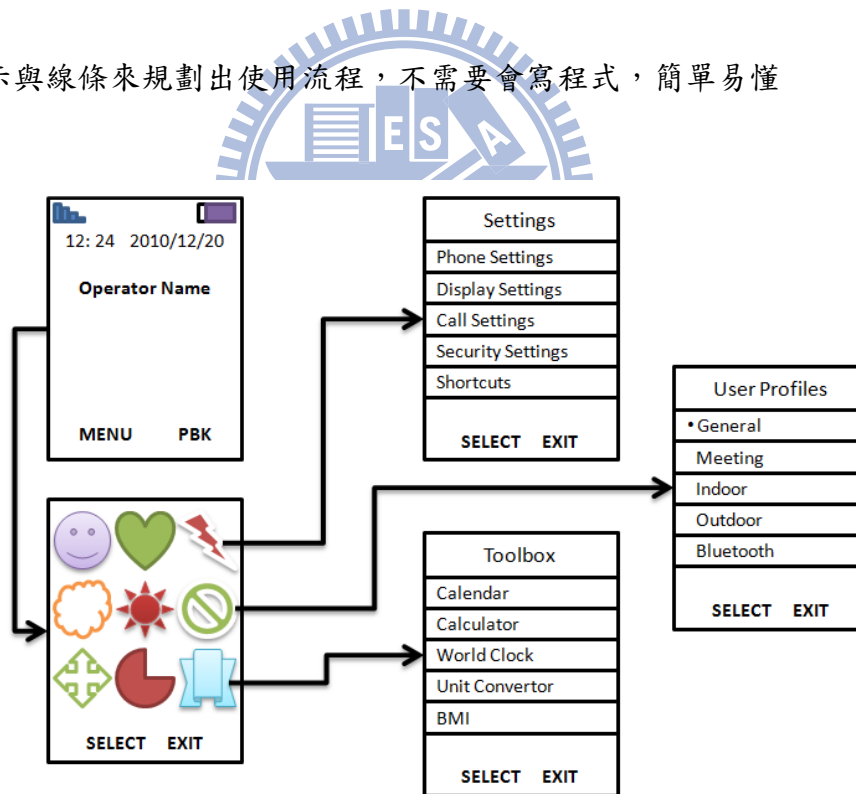 示與線條來規劃出使用流程，不需要會寫程式，簡單易懂
E S A
12: 24 2010/12/20
Operator Name
MENU PBK
SELECT EXIT
Settings
Phone Settings
Display Settings
Call Settings
Security Settings
Shortcuts
SELECT EXIT
Toolbox
Calendar
Calculator
World Clock
Unit Convertor
BMI
SELECT EXIT
User Profiles
• General
Meeting
Indoor
Outdoor
Bluetooth
SELECT EXIT